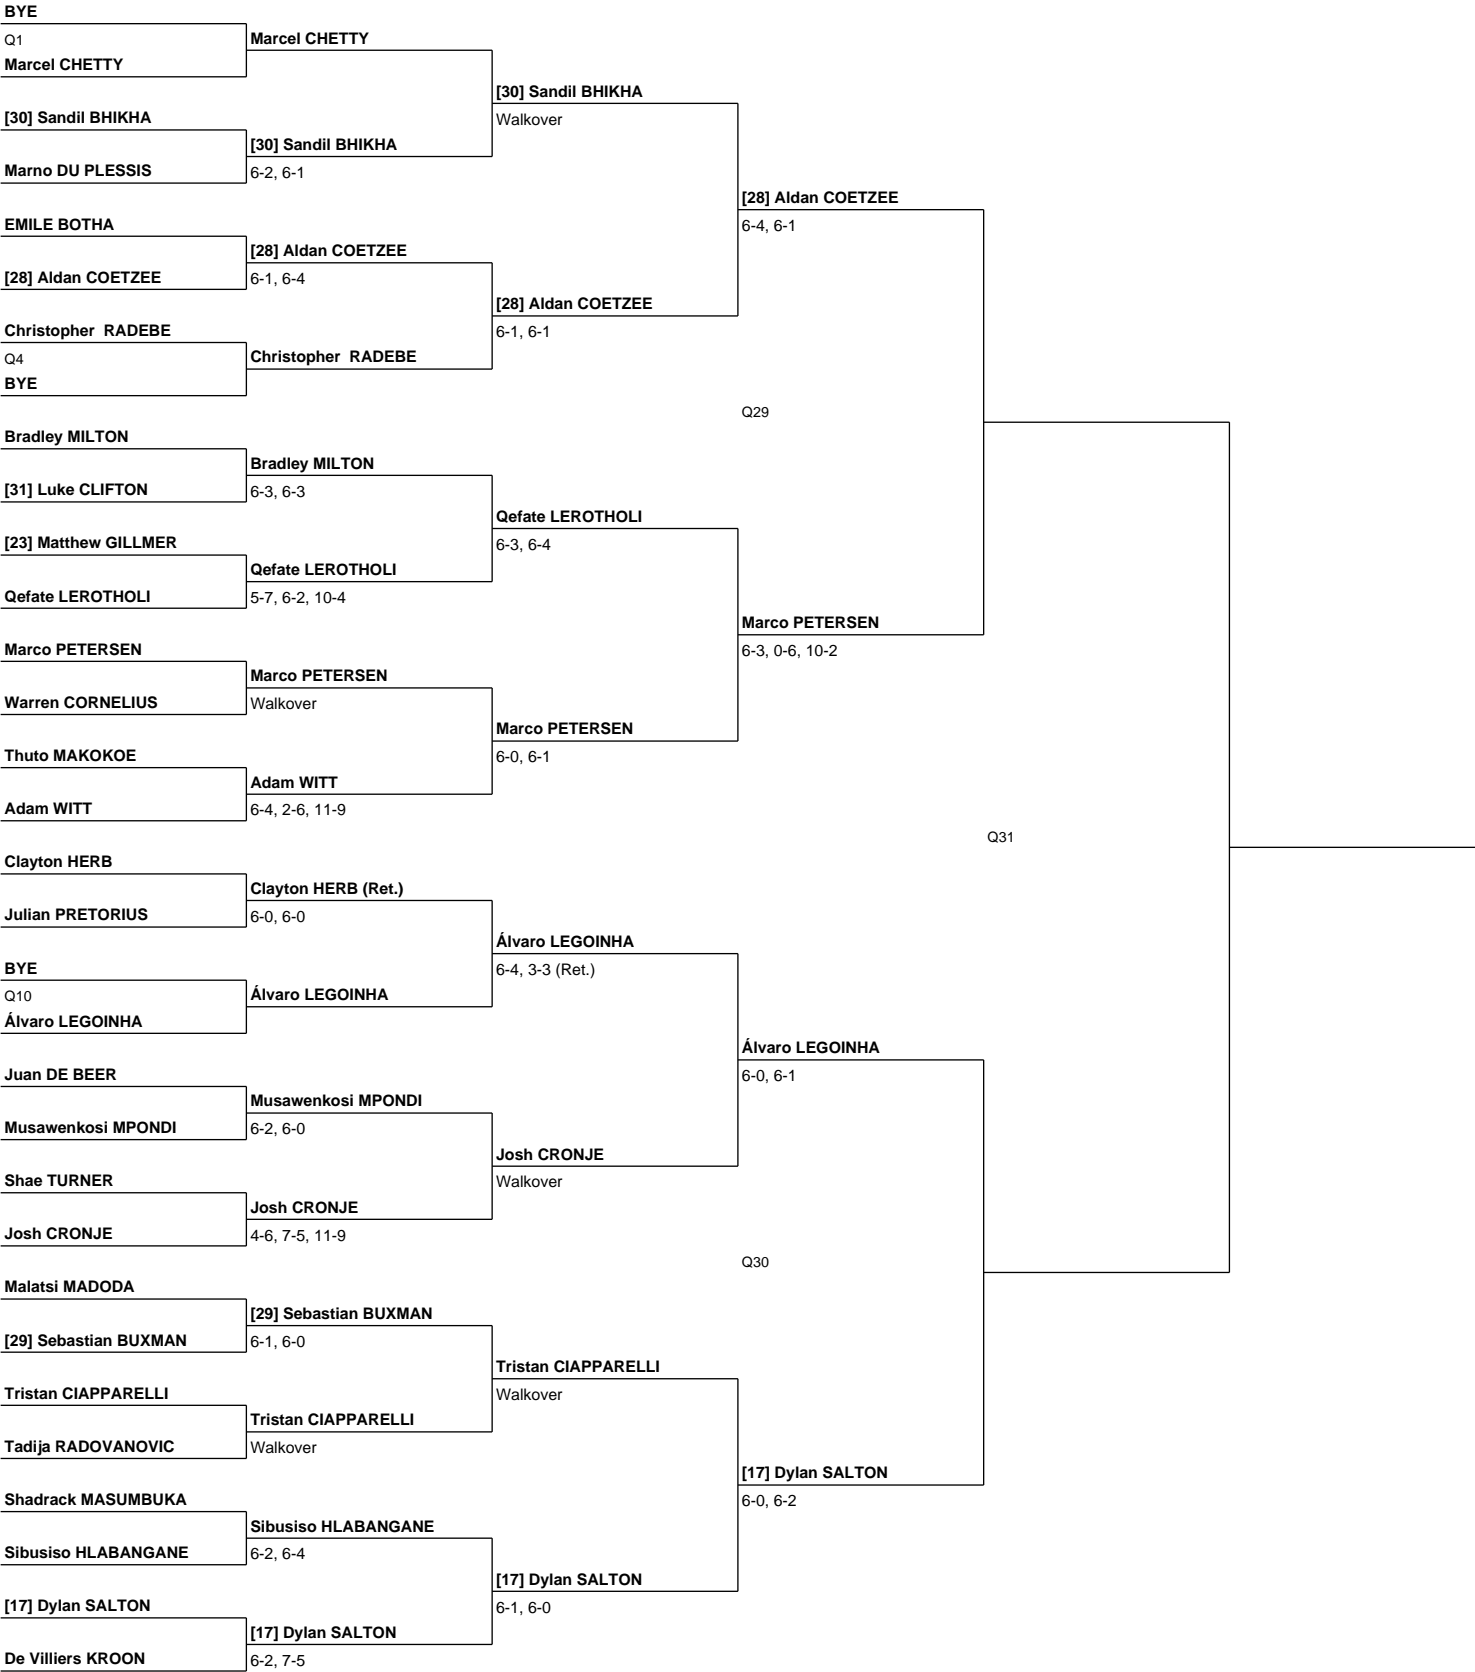 BYE
Q1
Marcel CHETTY
[30] Sandil BHIKHA
Marno DU PLESSIS
EMILE BOTHA
[28] Aldan COETZEE
Christopher  RADEBE
Q4
BYE
Bradley MILTON
[31] Luke CLIFTON
[23] Matthew GILLMER
Qefate LEROTHOLI
Marco PETERSEN
Warren CORNELIUS
Thuto MAKOKOE
Adam WITT
Clayton HERB
Julian PRETORIUS
BYE
Q10
Álvaro LEGOINHA
Juan DE BEER
Musawenkosi MPONDI
Shae TURNER
Josh CRONJE
Malatsi MADODA
[29] Sebastian BUXMAN
Tristan CIAPPARELLI
Tadija RADOVANOVIC
Shadrack MASUMBUKA
Sibusiso HLABANGANE
[17] Dylan SALTON
De Villiers KROON
Marcel CHETTY
[30] Sandil BHIKHA
6-2, 6-1
[28] Aldan COETZEE
6-1, 6-4
Christopher  RADEBE
Bradley MILTON
6-3, 6-3
Qefate LEROTHOLI
5-7, 6-2, 10-4
Marco PETERSEN
Walkover
Adam WITT
6-4, 2-6, 11-9
Clayton HERB (Ret.)
6-0, 6-0
Álvaro LEGOINHA
Musawenkosi MPONDI
6-2, 6-0
Josh CRONJE
4-6, 7-5, 11-9
[29] Sebastian BUXMAN
6-1, 6-0
Tristan CIAPPARELLI
Walkover
Sibusiso HLABANGANE
6-2, 6-4
[17] Dylan SALTON
6-2, 7-5
[30] Sandil BHIKHA
Walkover
[28] Aldan COETZEE
6-1, 6-1
Qefate LEROTHOLI
6-3, 6-4
Marco PETERSEN
6-0, 6-1
Álvaro LEGOINHA
6-4, 3-3 (Ret.)
Josh CRONJE
Walkover
Tristan CIAPPARELLI
Walkover
[17] Dylan SALTON
6-1, 6-0
[28] Aldan COETZEE
6-4, 6-1
Q29
Marco PETERSEN
6-3, 0-6, 10-2
Álvaro LEGOINHA
6-0, 6-1
Q30
[17] Dylan SALTON
6-0, 6-2
Q31